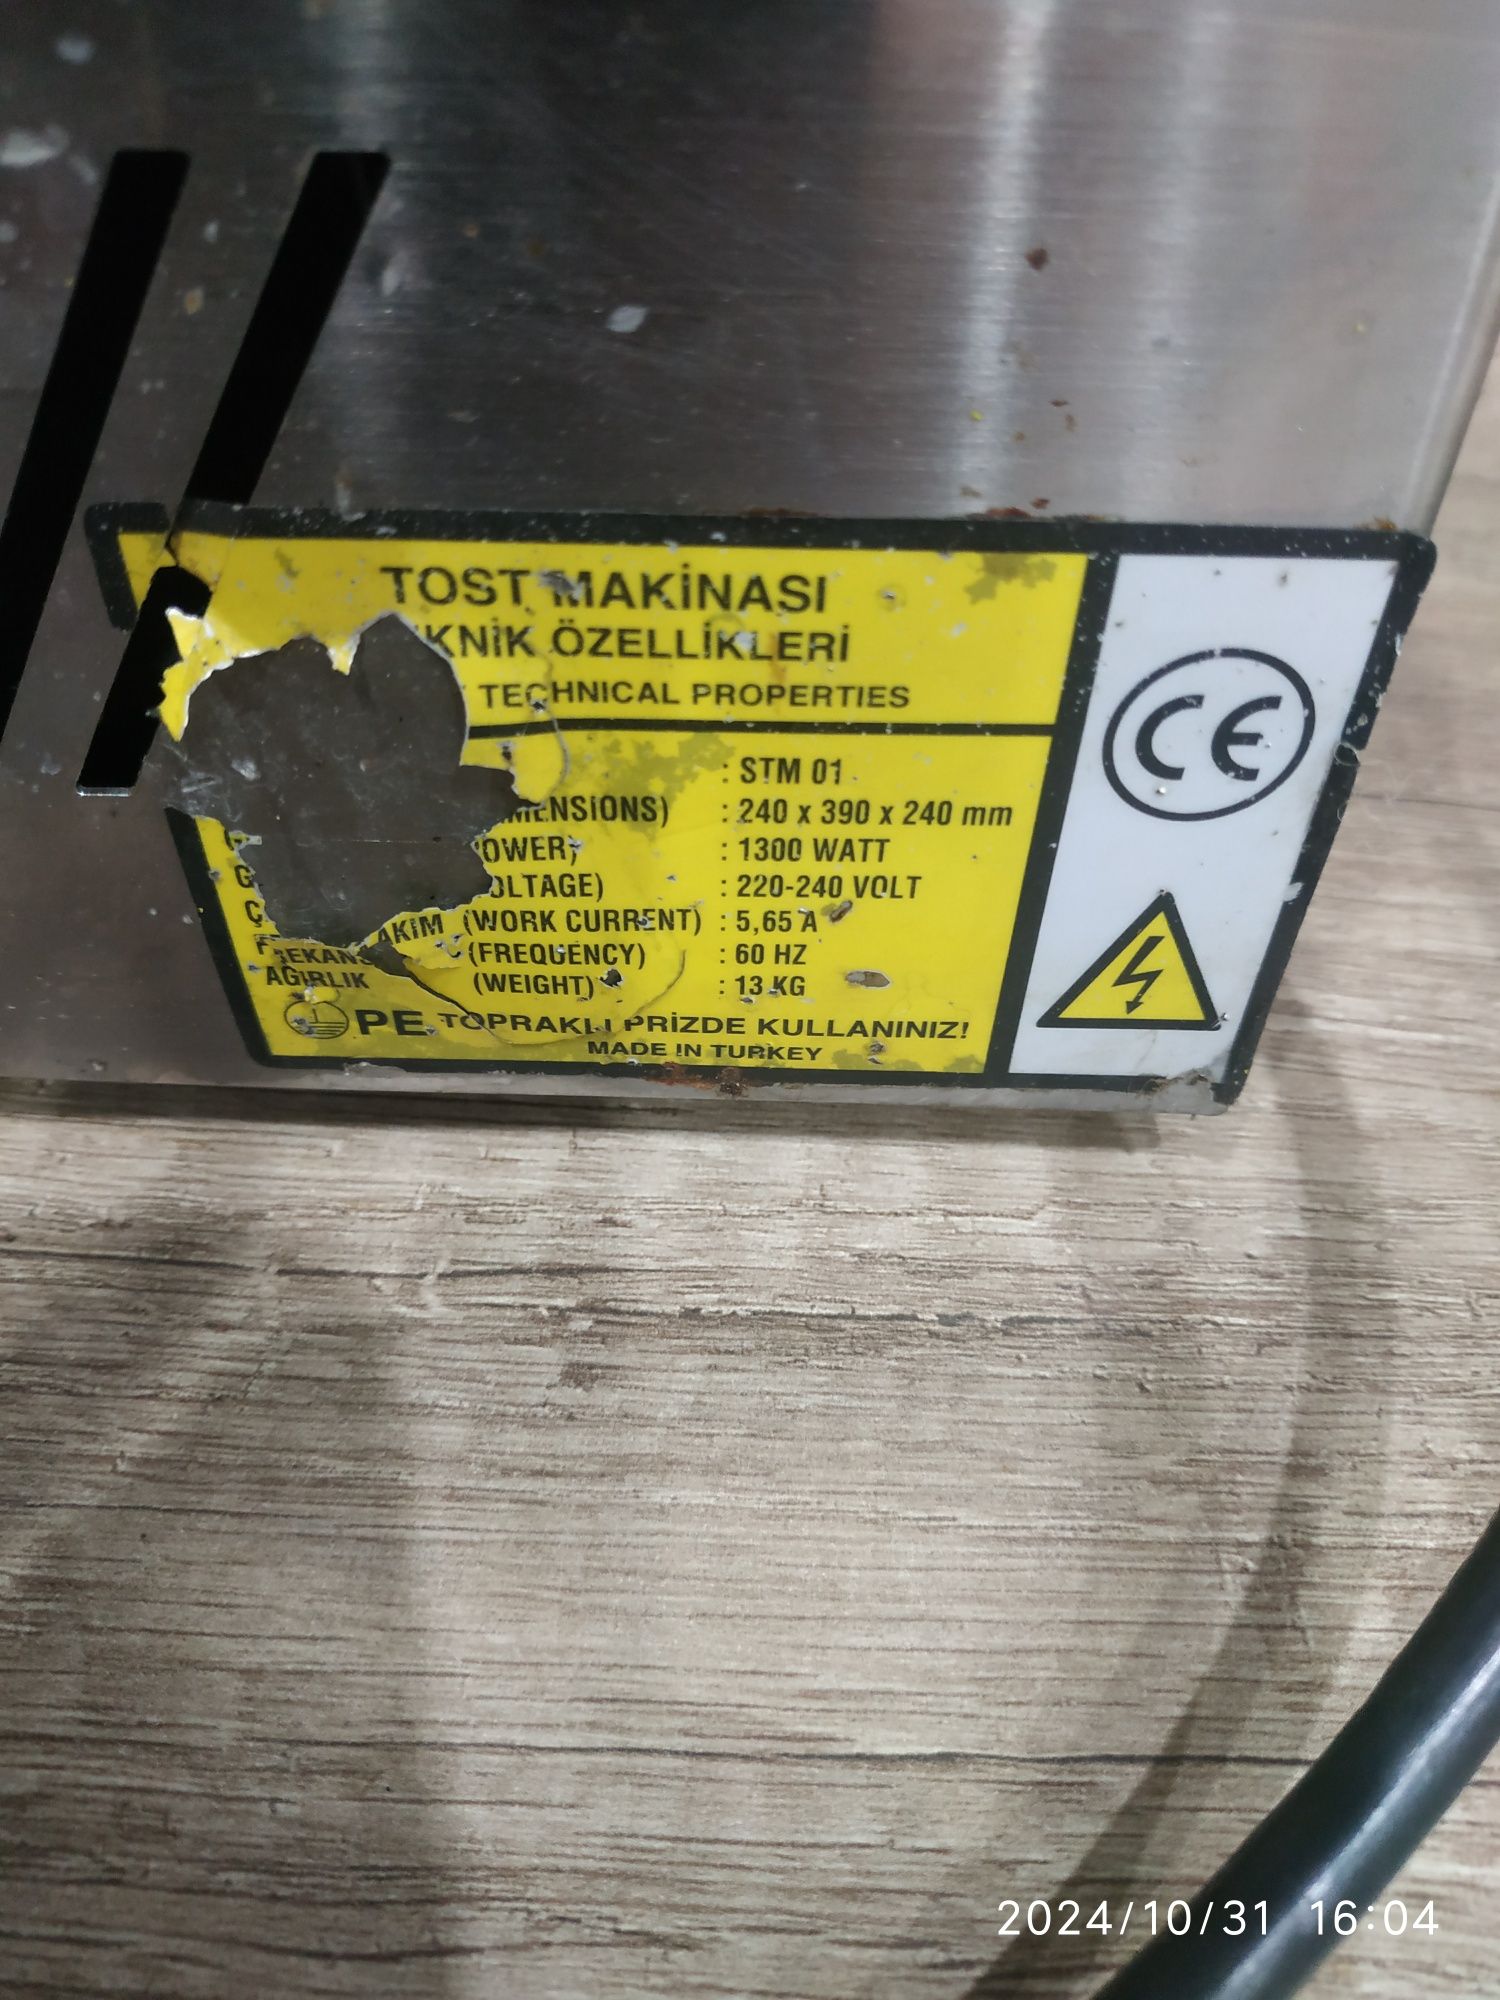 TOST MAKİNASI
KNİK ÖZELLİKLERİ
TECHNICAL PROPERTIES
: STM 01
MENSIONS) : 240 x 390 x 240 mm
OWER) : 1300 WATT
G OLTAGE) : 220-240 VOLT
Ç AKIM (WORK CURRENT) : 5,65 A
(FREQUENCY) : 60 HZ
AĞIRLIK (WEIGHT) : 13 KG
PE TOPRAKLI PRİZDE KULLANINIZ!
MADE IN TURKEY
CE
2024/10/31 16:04